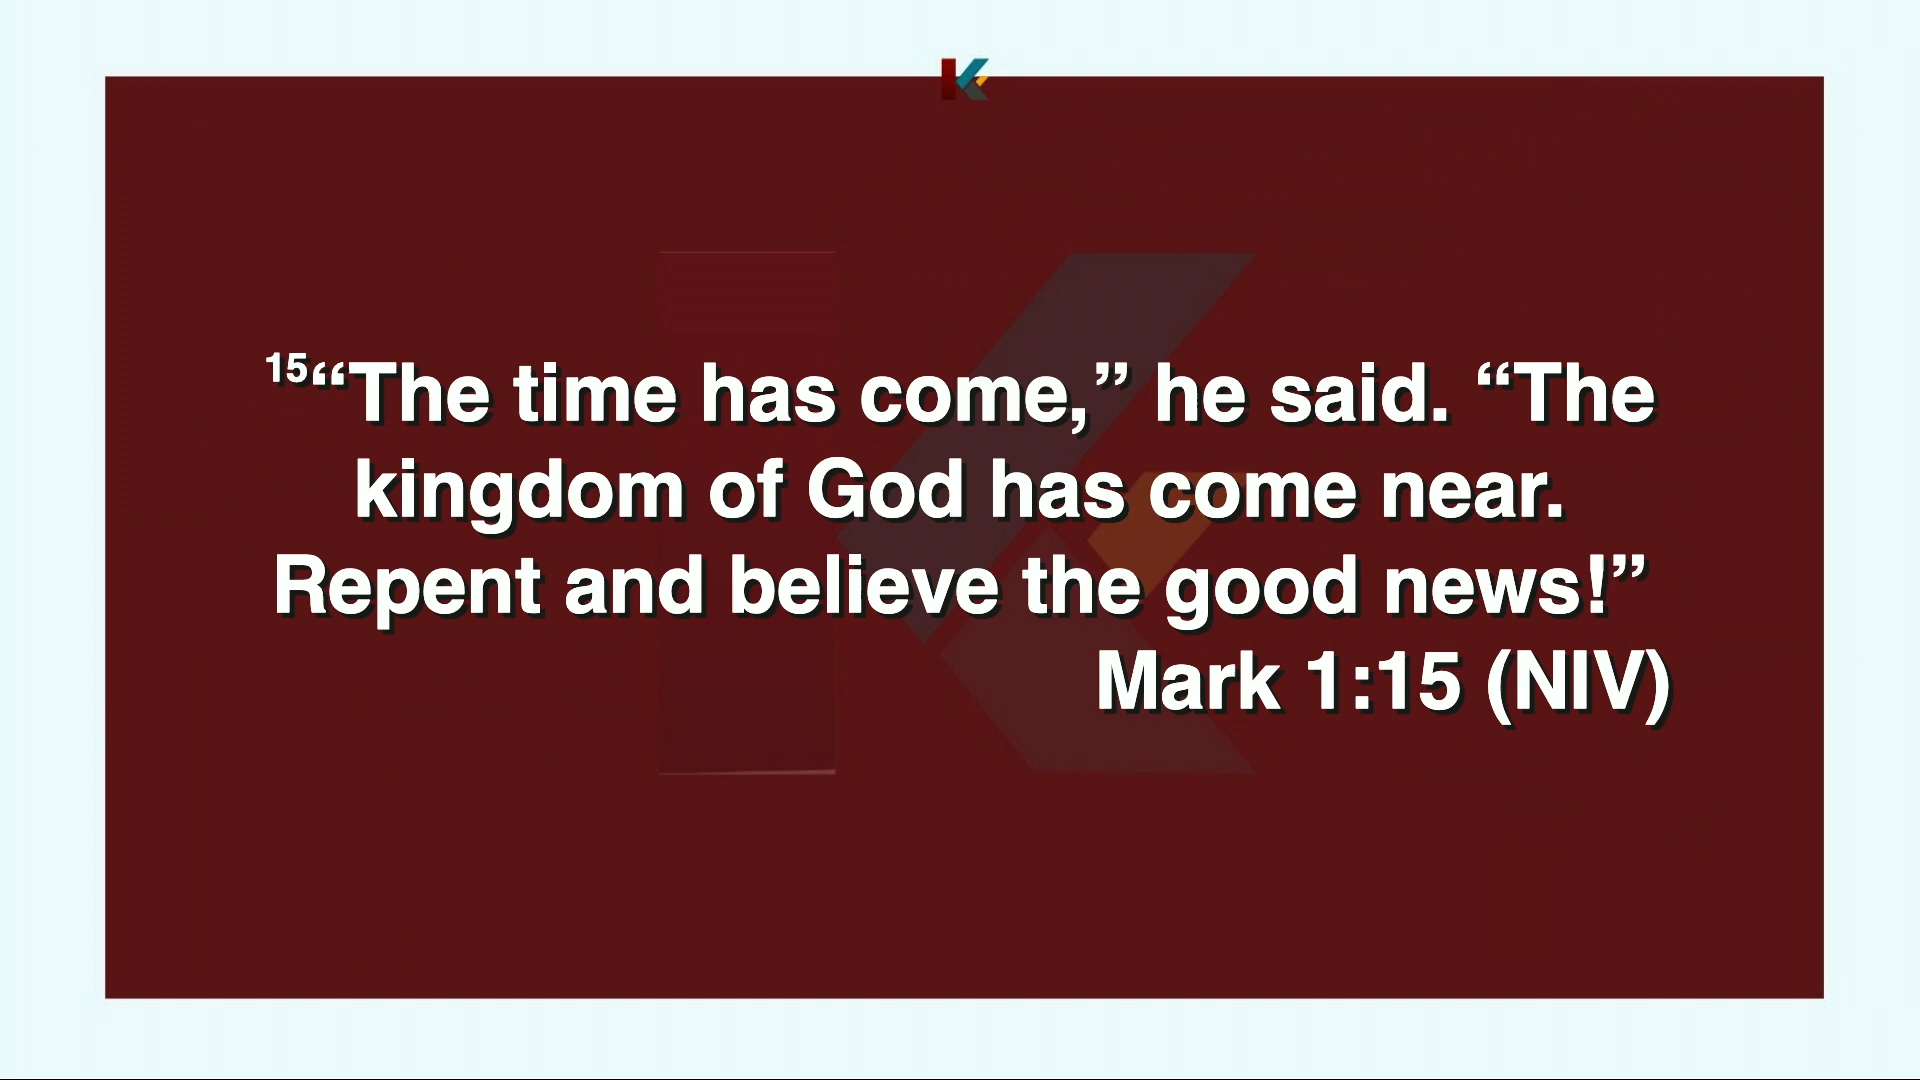 ¹⁵“The time has come,” he said. “The
kingdom of God has come near.
Repent and believe the good news!”
Mark 1:15 (NIV)